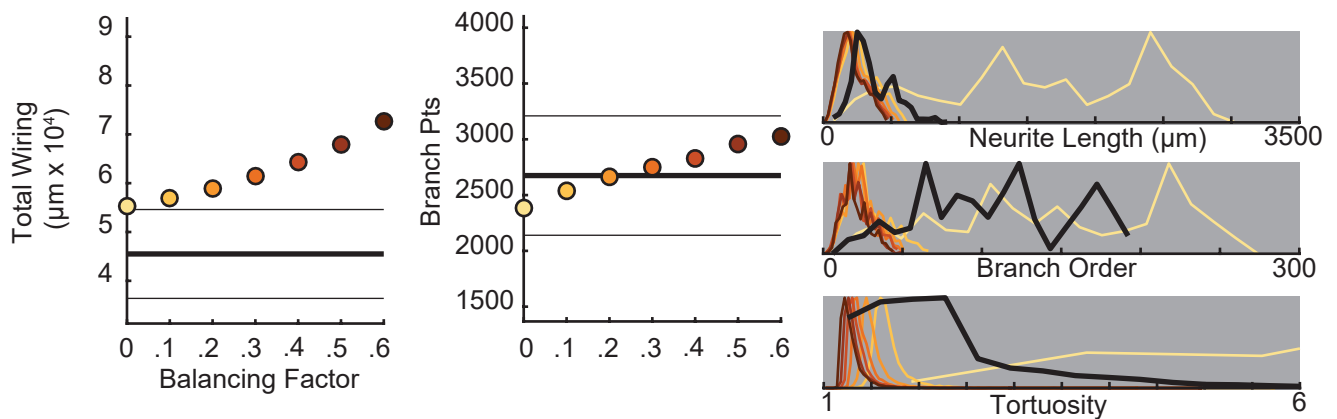 9
8
7
6
5
4
Total Wiring
(µm x 10⁴)
0 .1 .2 .3 .4 .5 .6
Balancing Factor
4000
3500
3000
2500
2000
1500
Branch Pts
0 .1 .2 .3 .4 .5 .6
0 Neurite Length (µm) 3500
0 Branch Order 300
1 Tortuosity 6